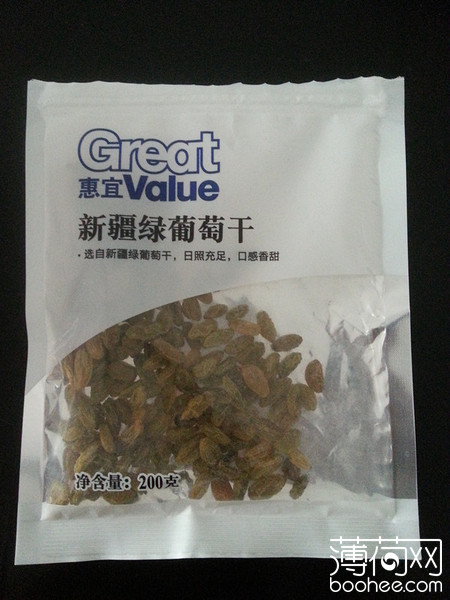 Great
惠宜Value
新疆绿葡萄干
·选自新疆绿葡萄干，日照充足，口感香甜
净含量：200克
薄荷网
boohee.com